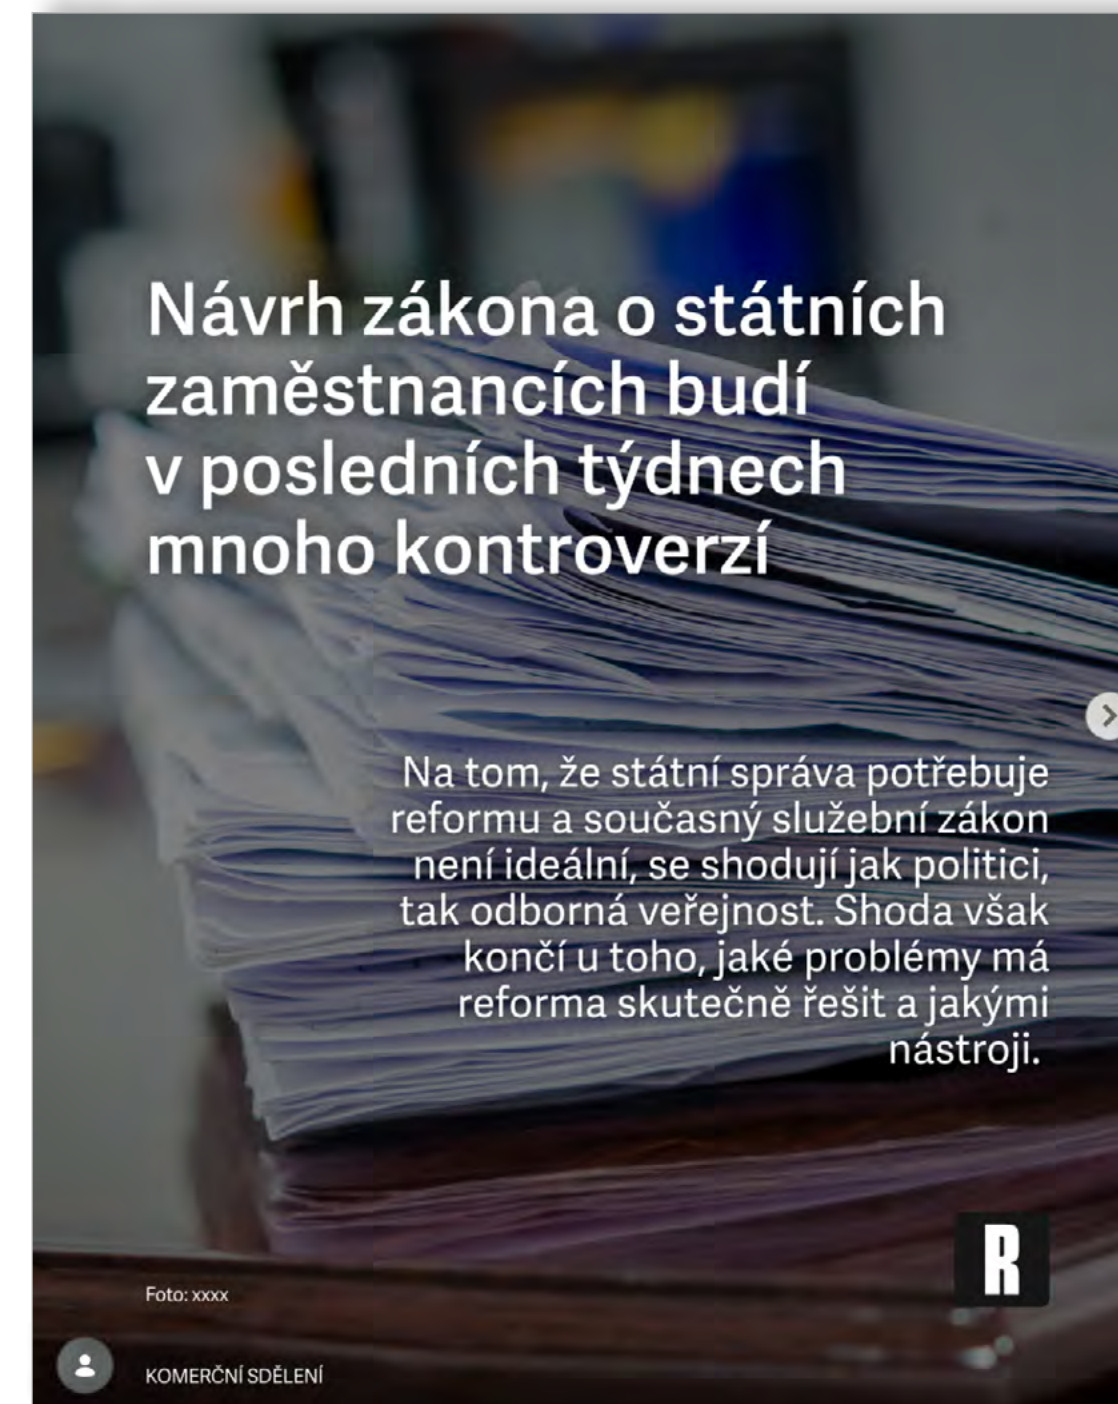 Návrh zákona o státních
zaměstnancích budí
v posledních týdnech
mnoho kontroverzí
Na tom, že státní správa potřebuje
reformu a současný služební zákon
není ideální, se shodují jak politici,
tak odborná veřejnost. Shoda však
končí u toho, jaké problémy má
reforma skutečně řešit a jakými
nástroji.
R
Foto: xxxx
KOMERČNÍ SDĚLENÍ